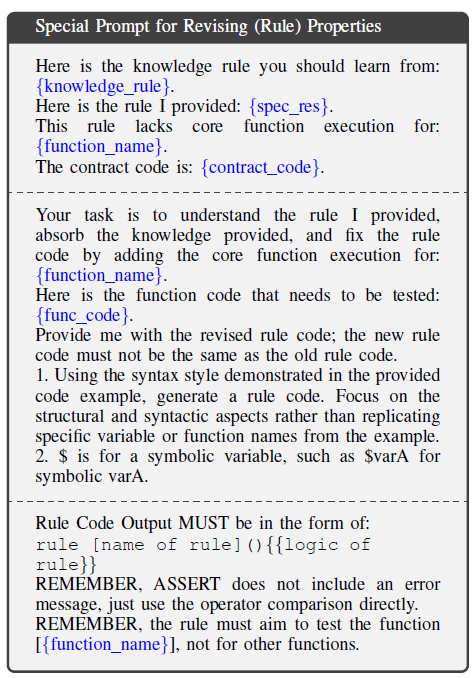 Special Prompt for Revising (Rule) Properties
Here is the knowledge rule you should learn from:
{knowledge_rule}.
Here is the rule I provided: {spec_res}.
This rule lacks core function execution for:
{function_name}.
The contract code is: {contract_code}.
Your task is to understand the rule I provided,
absorb the knowledge provided, and fix the rule
code by adding the core function execution for:
{function_name}.
Here is the function code that needs to be tested:
{func_code}.
Provide me with the revised rule code; the new rule
code must not be the same as the old rule code.
1. Using the syntax style demonstrated in the provided
code example, generate a rule code. Focus on the
structural and syntactic aspects rather than replicating
specific variable or function names from the example.
2. $ is for a symbolic variable, such as $varA for
symbolic varA.
Rule Code Output MUST be in the form of:
rule [name of rule](){{logic of
rule}}
REMEMBER, ASSERT does not include an error
message, just use the operator comparison directly.
REMEMBER, the rule must aim to test the function
[{function_name}], not for other functions.